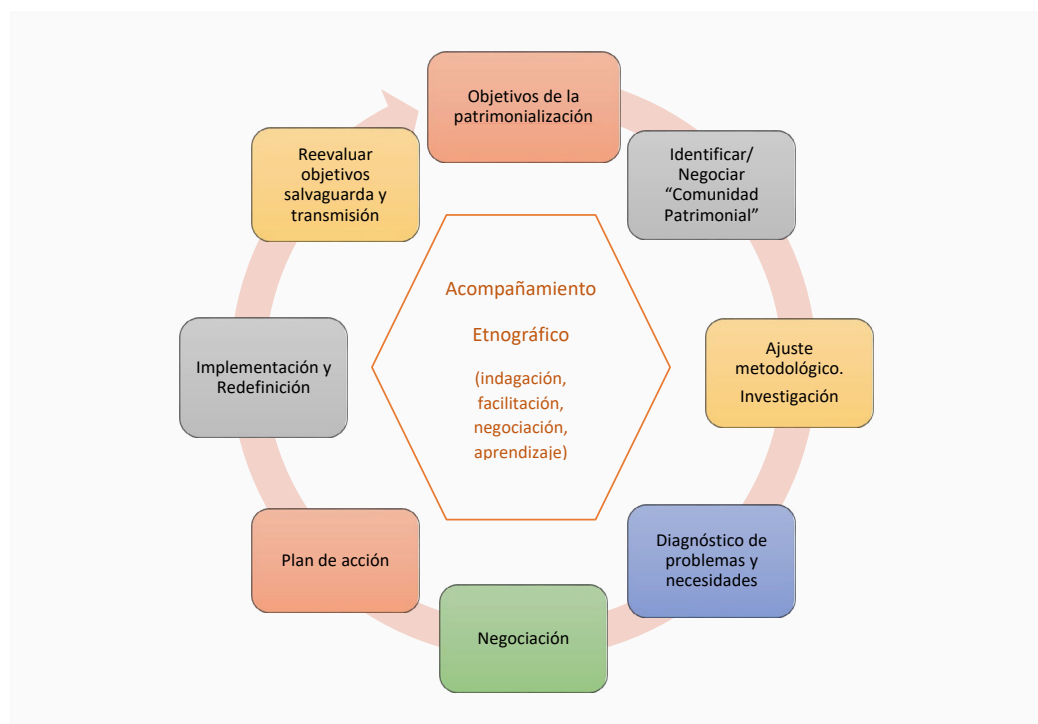 Objetivos de la
patrimonialización
Identificar/
Negociar
“Comunidad
Patrimonial”
Ajuste
metodológico.
Investigación
Diagnóstico de
problemas y
necesidades
Negociación
Plan de acción
Implementación y
Redefinición
Reevaluar
objetivos
salvaguarda y
transmisión
Acompañamiento
Etnográfico
(indagación,
facilitación,
negociación,
aprendizaje)